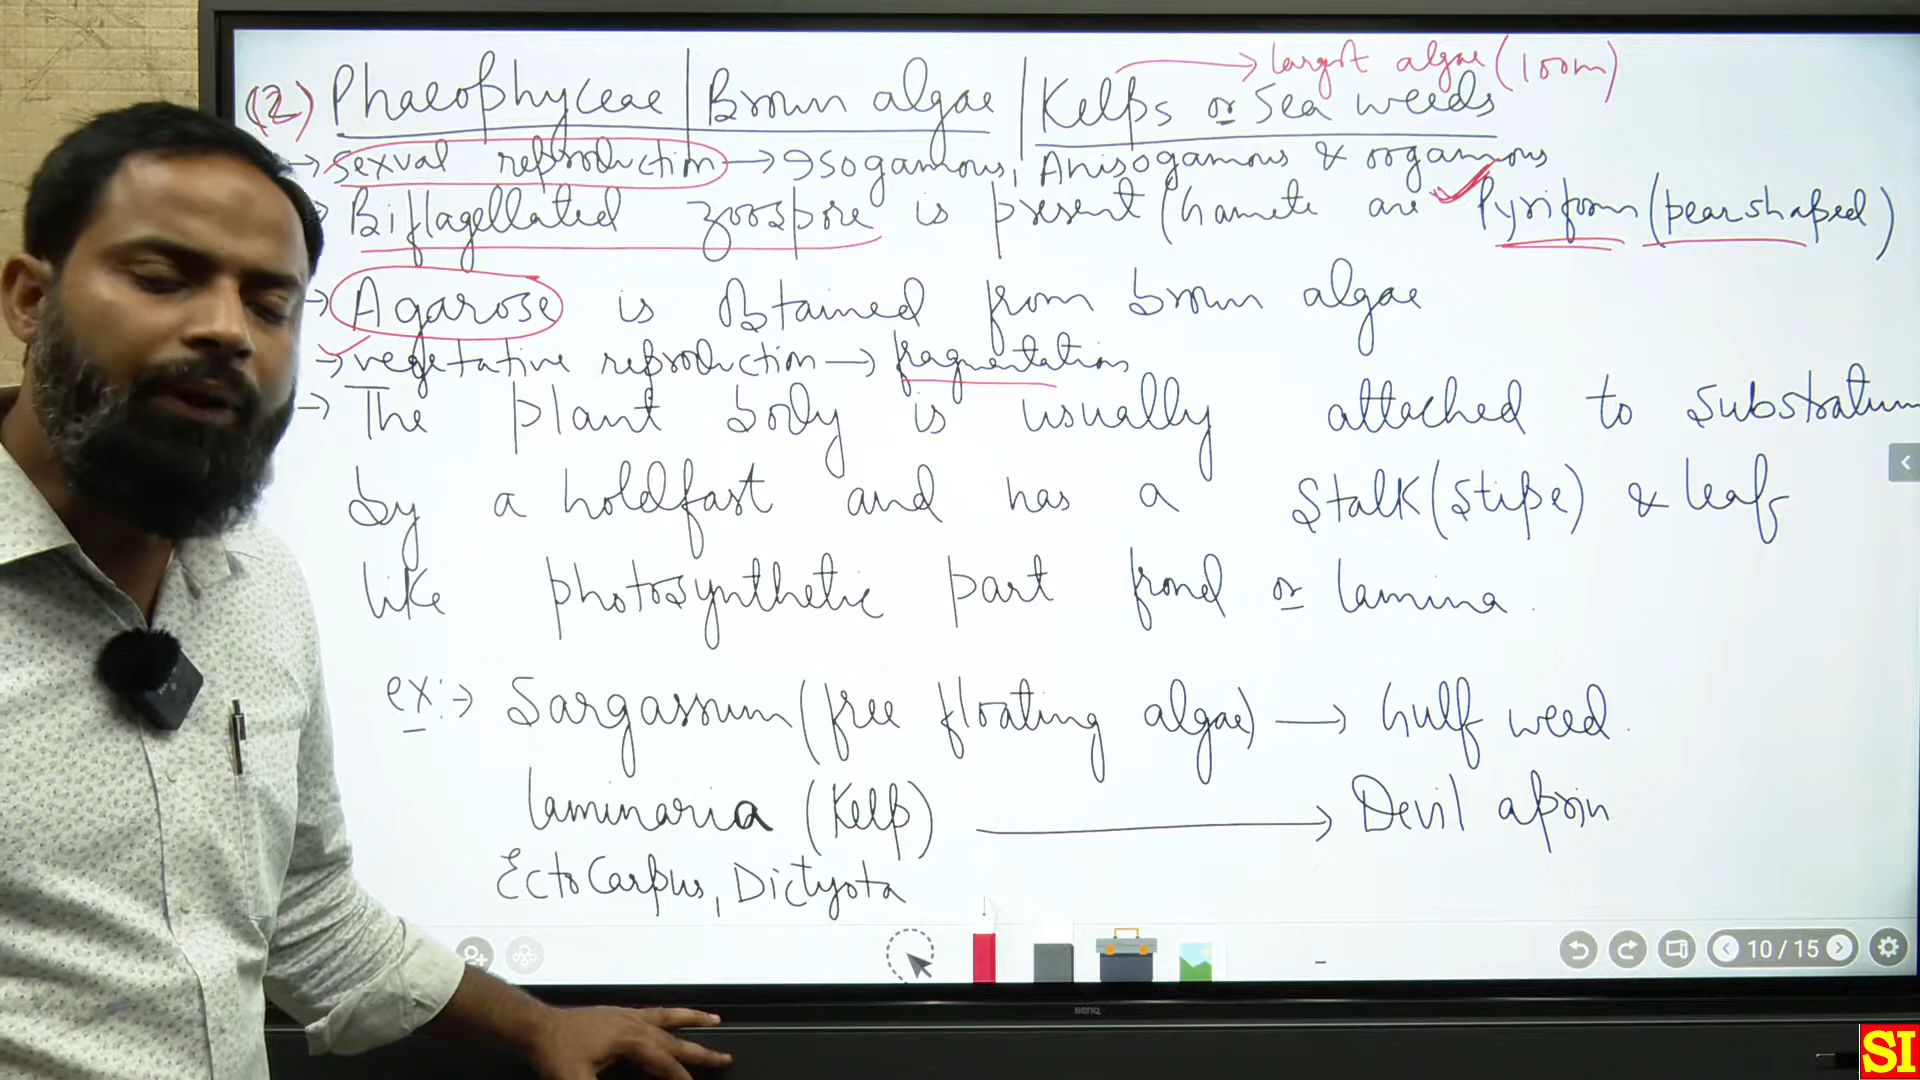 → largest algae (100m)
(2) Phaeophyceae | Brown algae | Kelps or Sea weeds
→ sexual reproduction → Isogamous, Anisogamous & oogamous
→ Biflagellated zoospore is present (Gamete are Pyriform (pear shaped)
→ Agarose is obtained from brown algae
→ vegetative reproduction → fragmentation
→ The plant body is usually attached to substratum
by a holdfast and has a Stalk (Stipe) & leaf
like photosynthetic part frond or lamina.
ex:→ Sargassum (free floating algae) → Gulf weed.
laminaria (Kelp) → Devil apron
EctoCarpus, Dictyota
10 / 15
BENQ
SI